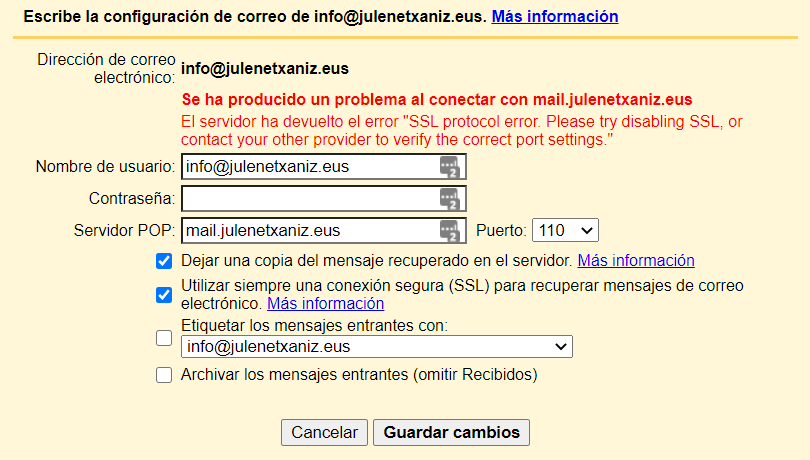 Escribe la configuración de correo de info@julenetxaniz.eus. Más información
Dirección de correo
electrónico:
info@julenetxaniz.eus
Se ha producido un problema al conectar con mail.julenetxaniz.eus
El servidor ha devuelto el error "SSL protocol error. Please try disabling SSL, or
contact your other provider to verify the correct port settings."
Nombre de usuario: info@julenetxaniz.eus 2
Contraseña: 2
Servidor POP: mail.julenetxaniz.eus 2 Puerto: 110
Dejar una copia del mensaje recuperado en el servidor. Más información
Utilizar siempre una conexión segura (SSL) para recuperar mensajes de correo
electrónico. Más información
Etiquetar los mensajes entrantes con:
info@julenetxaniz.eus
Archivar los mensajes entrantes (omitir Recibidos)
Cancelar Guardar cambios